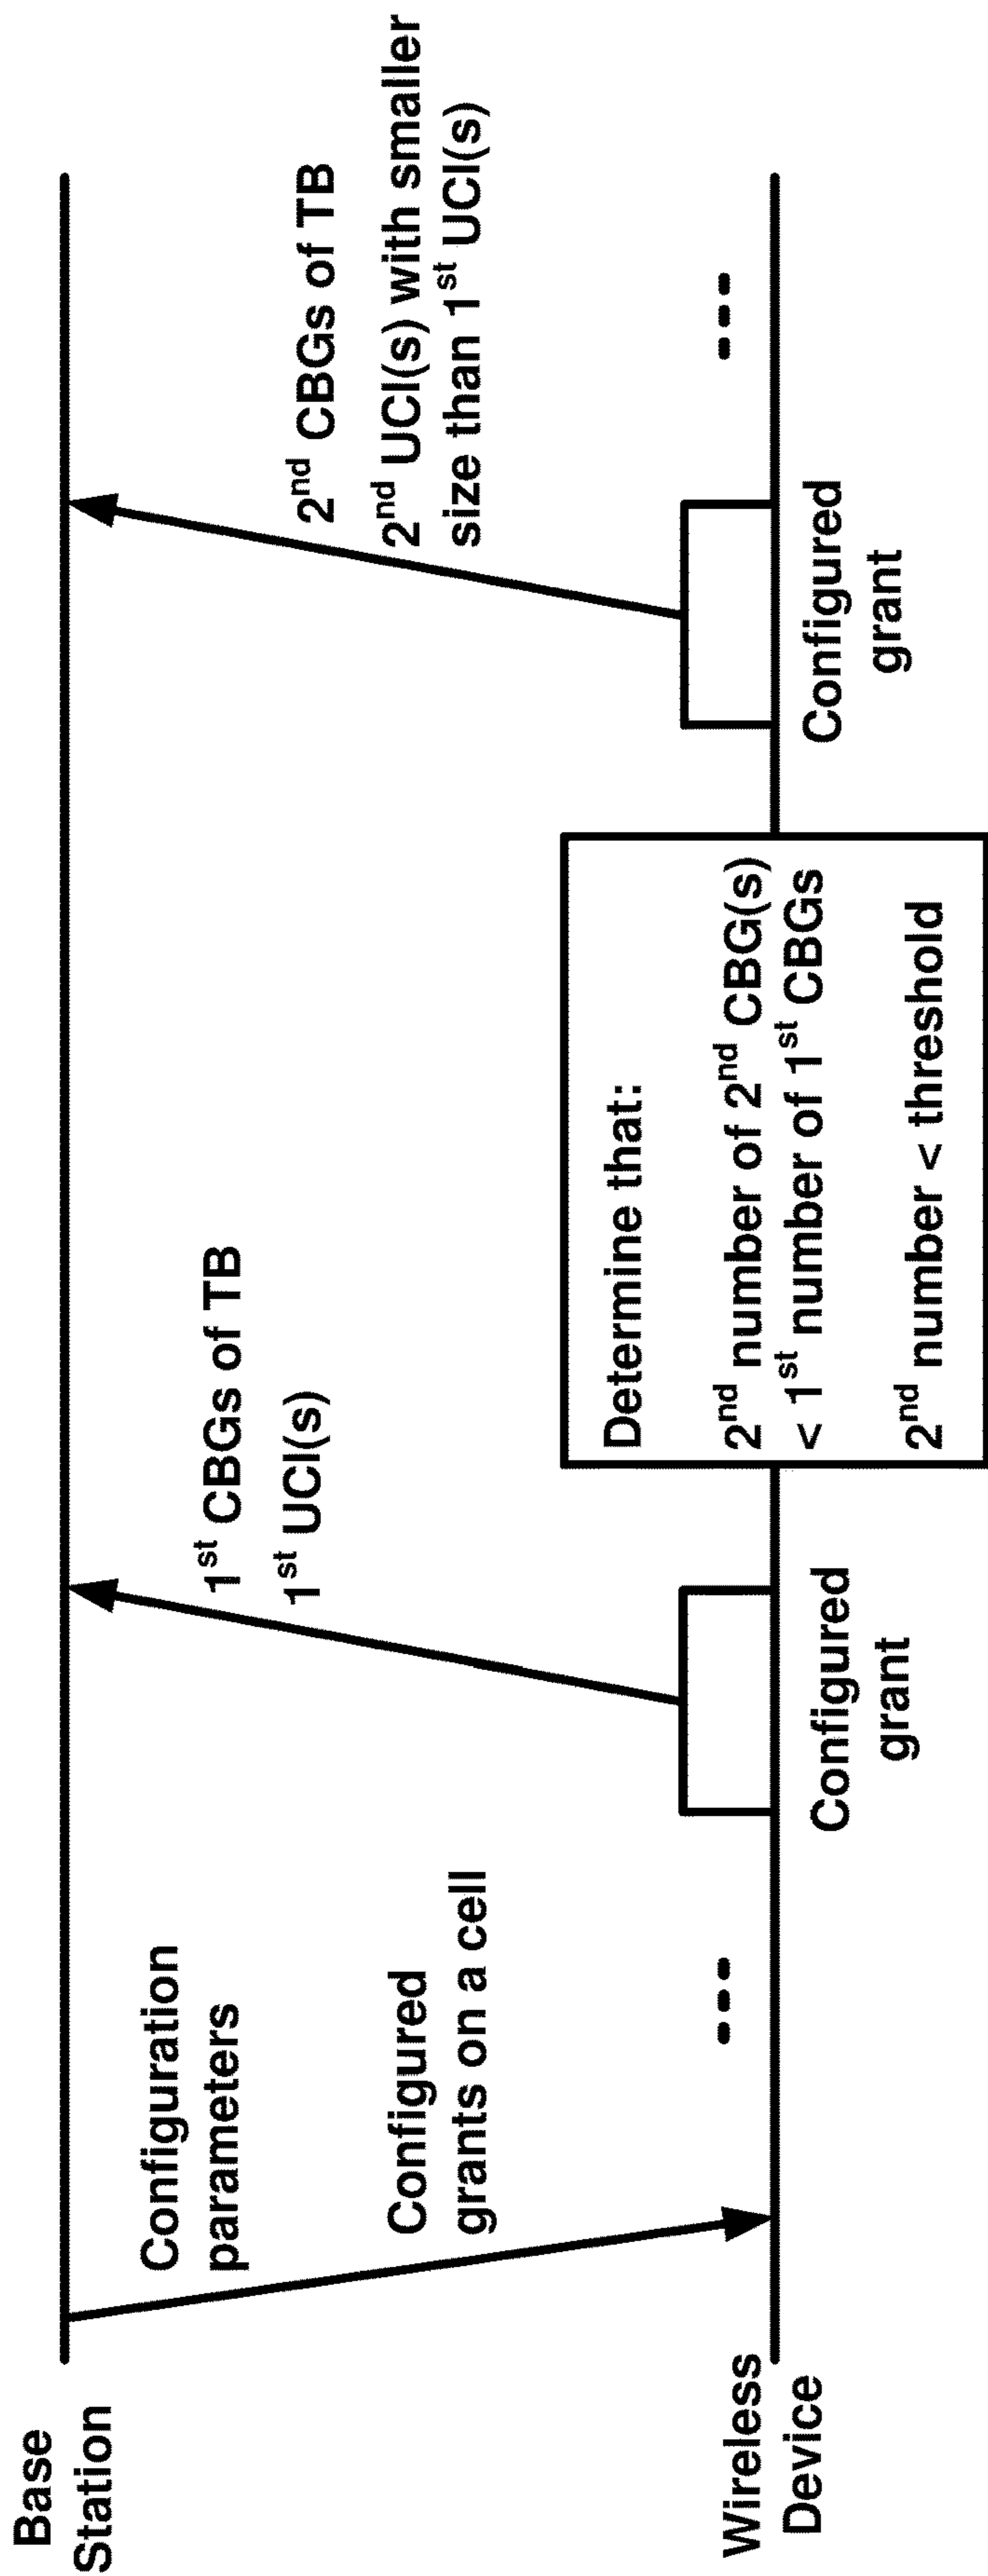 Base
Station
Configuration
parameters
Configured
grants on a cell
1st CBGs of TB
1st UCI(s)
2nd CBGs of TB
2nd UCI(s) with smaller
size than 1st UCI(s)
Wireless
Device
Configured
grant
Determine that:
2nd number of 2nd CBG(s)
< 1st number of 1st CBGs
2nd number < threshold
Configured
grant